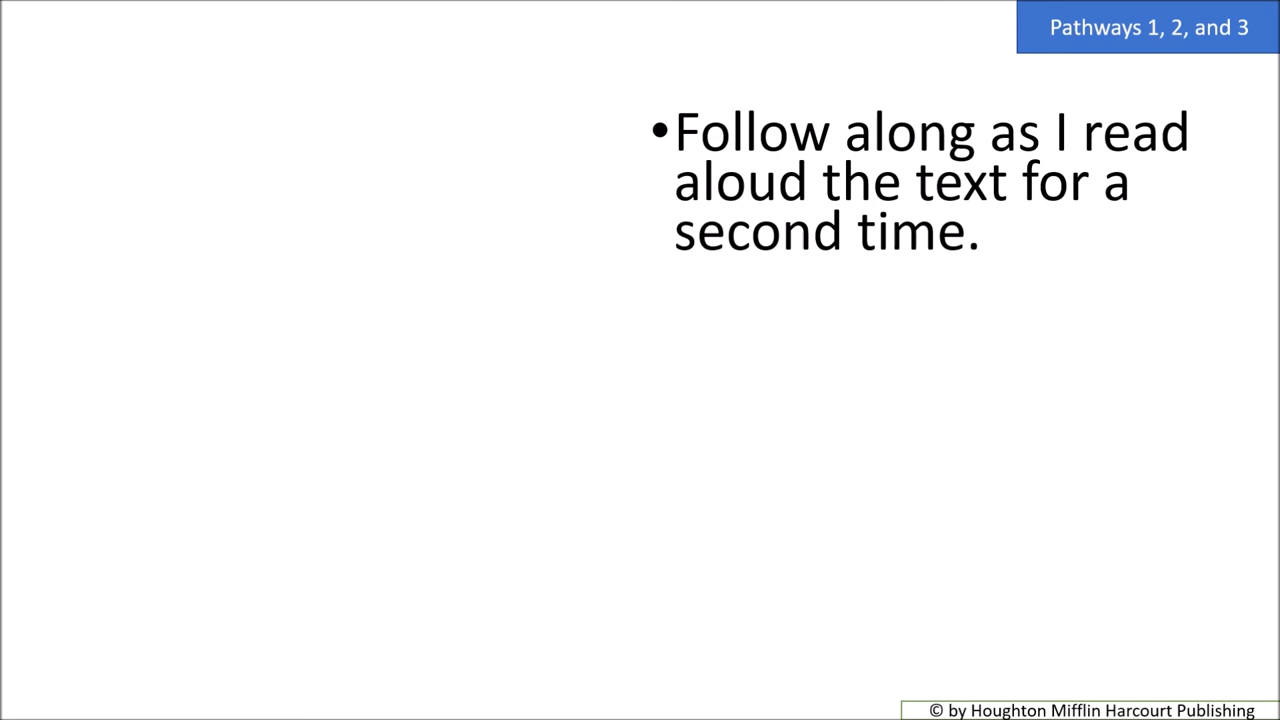 Pathways 1, 2, and 3
•Follow along as I read
aloud the text for a
second time.
© by Houghton Mifflin Harcourt Publishing